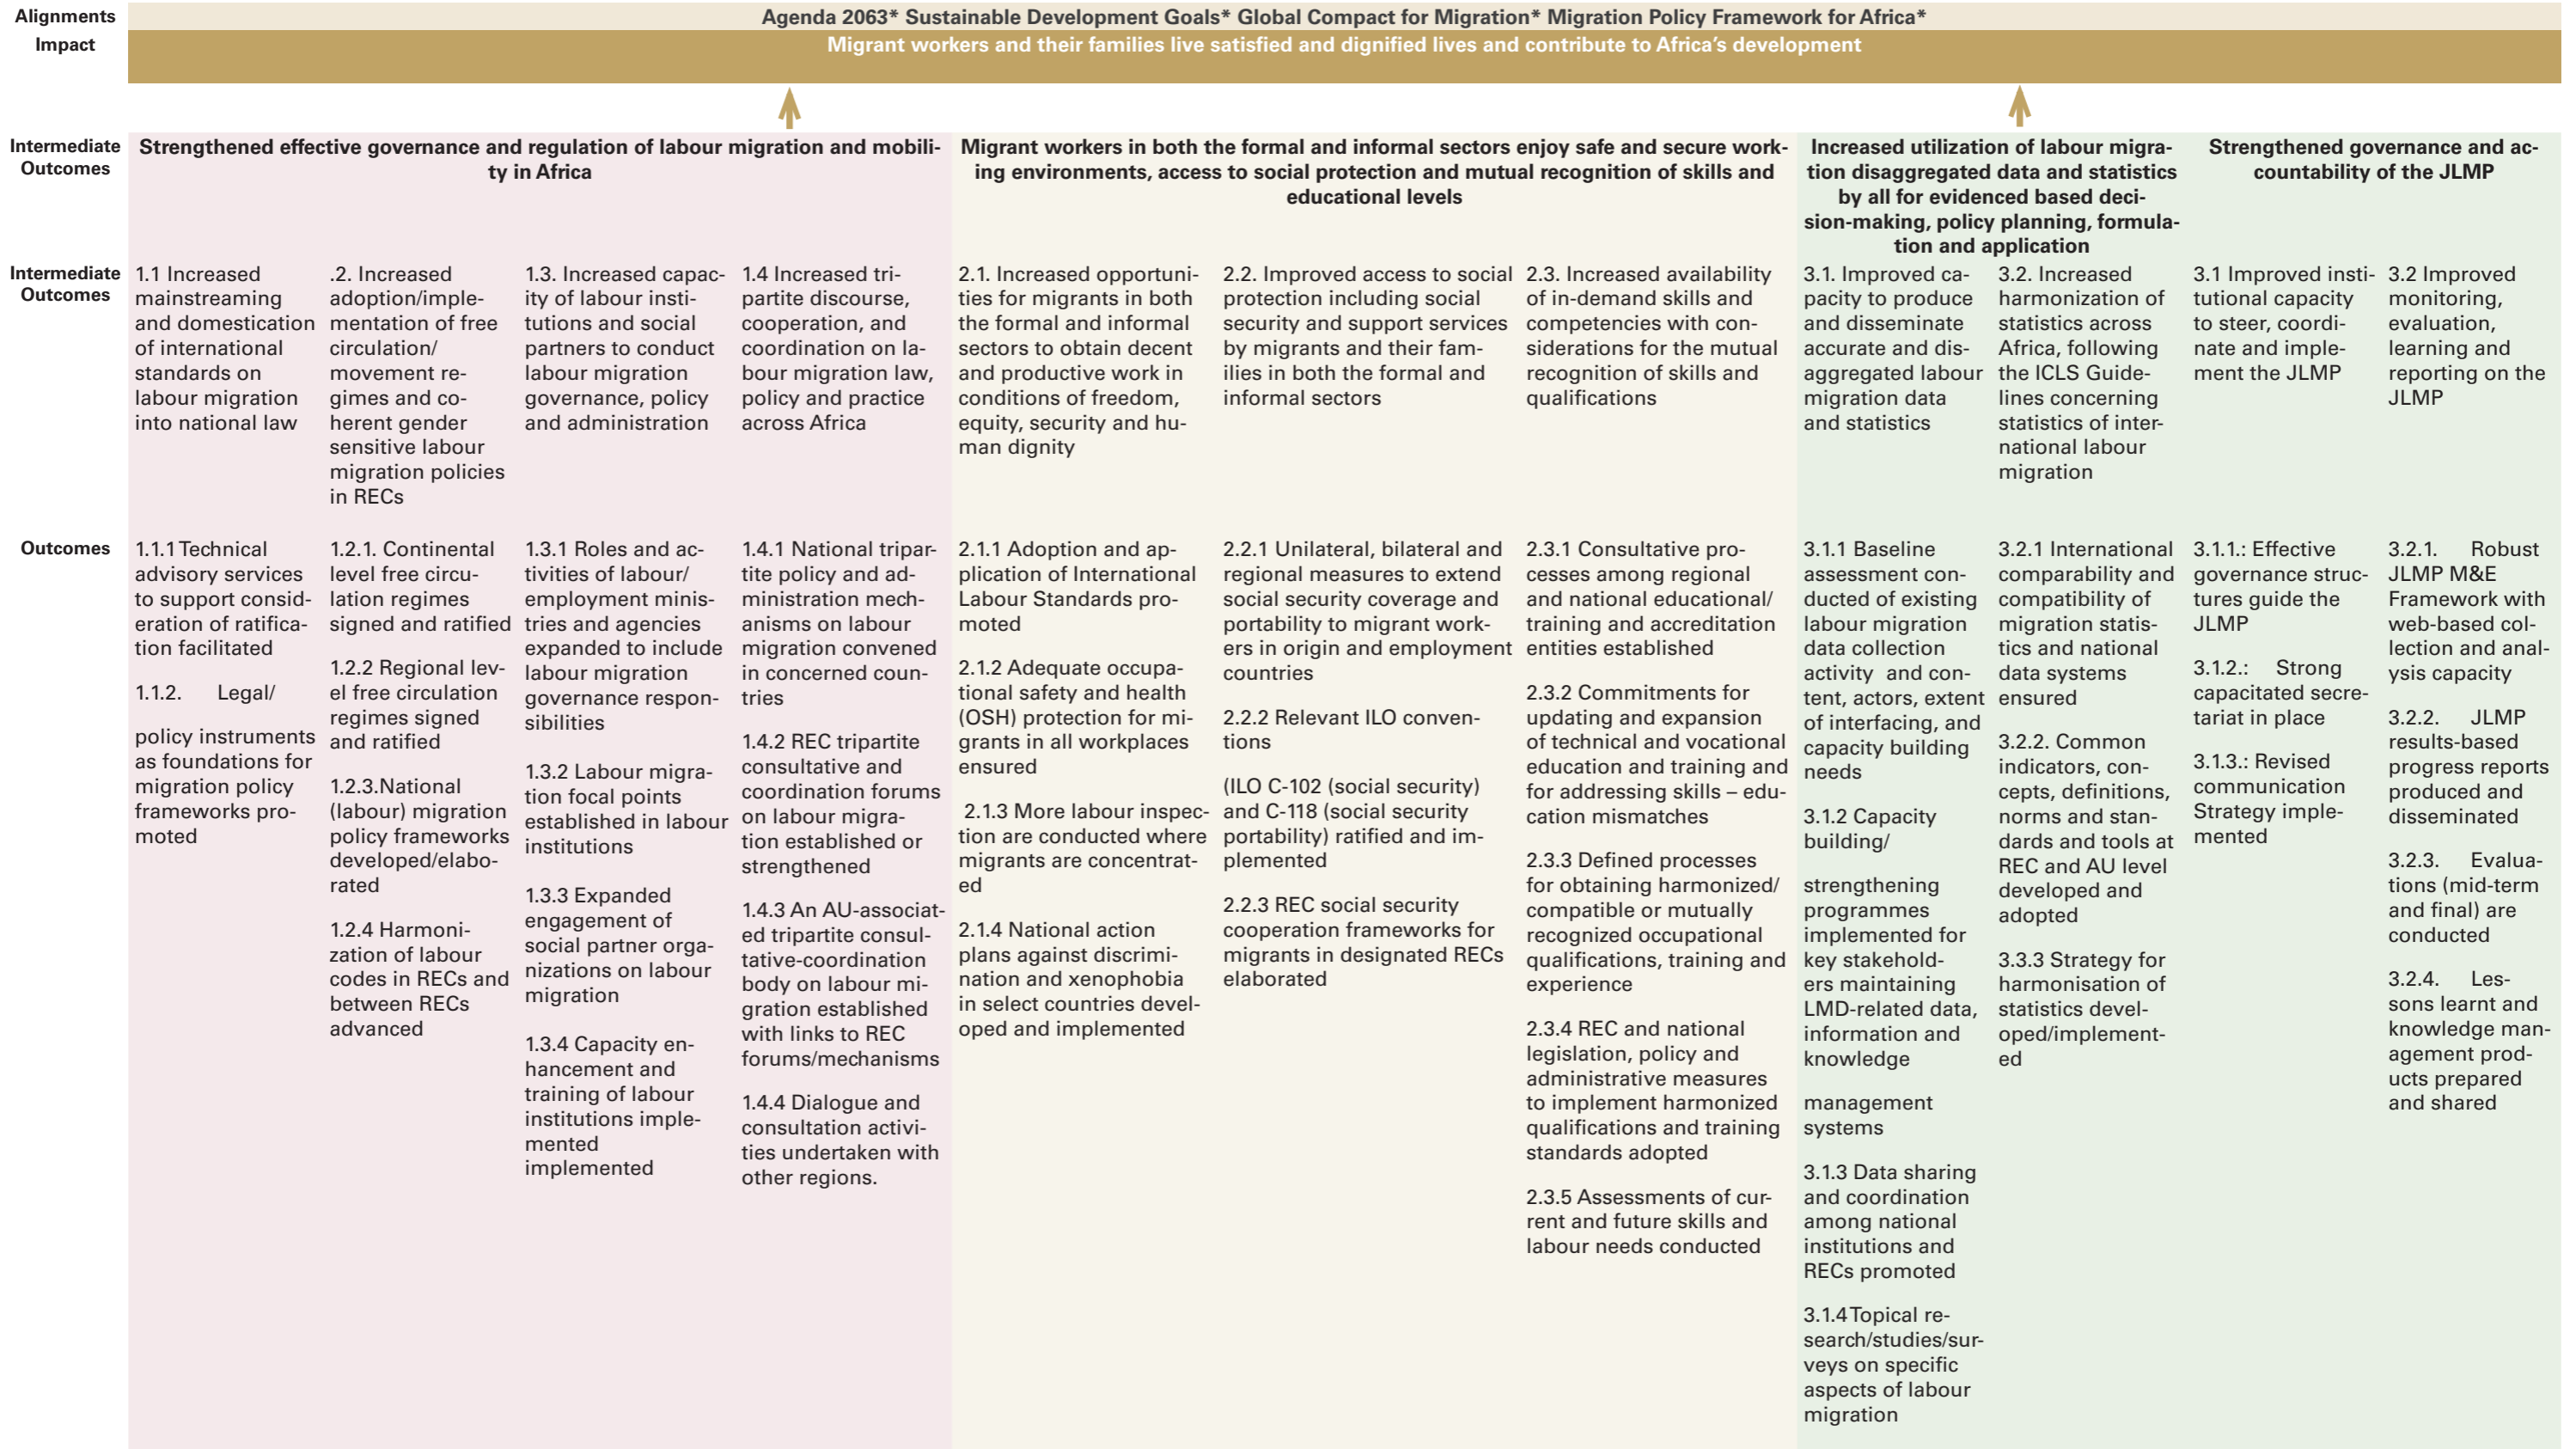 Alignments
Agenda 2063* Sustainable Development Goals* Global Compact for Migration* Migration Policy Framework for Africa*
Impact
Migrant workers and their families live satisfied and dignified lives and contribute to Africa's development
Intermediate
Outcomes
Strengthened effective governance and regulation of labour migration and mobili-
ty in Africa
Migrant workers in both the formal and informal sectors enjoy safe and secure work-
ing environments, access to social protection and mutual recognition of skills and
educational levels
Increased utilization of labour migra-
tion disaggregated data and statistics
by all for evidenced based deci-
sion-making, policy planning, formula-
tion and application
Strengthened governance and ac-
countability of the JLMP
Intermediate
Outcomes
1.1 Increased
mainstreaming
and domestication
of international
standards on
labour migration
into national law
.2. Increased
adoption/imple-
mentation of free
circulation/
movement re-
gimes and co-
herent gender
sensitive labour
migration policies
in RECs
1.3. Increased capac-
ity of labour insti-
tutions and social
partners to conduct
labour migration
governance, policy
and administration
1.4 Increased tri-
partite discourse,
cooperation, and
coordination on la-
bour migration law,
policy and practice
across Africa
2.1. Increased opportuni-
ties for migrants in both
the formal and informal
sectors to obtain decent
and productive work in
conditions of freedom,
equity, security and hu-
man dignity
2.2. Improved access to social
protection including social
security and support services
by migrants and their fam-
ilies in both the formal and
informal sectors
2.3. Increased availability
of in-demand skills and
competencies with con-
siderations for the mutual
recognition of skills and
qualifications
3.1. Improved ca-
pacity to produce
and disseminate
accurate and dis-
aggregated labour
migration data
and statistics
3.2. Increased
harmonization of
statistics across
Africa, following
the ICLS Guide-
lines concerning
statistics of inter-
national labour
migration
3.1 Improved insti-
tutional capacity
to steer, coordi-
nate and imple-
ment the JLMP
3.2 Improved
monitoring,
evaluation,
learning and
reporting on the
JLMP
Outcomes
1.1.1 Technical
advisory services
to support consid-
eration of ratifica-
tion facilitated
1.1.2. Legal/
policy instruments
as foundations for
migration policy
frameworks pro-
moted
1.2.1. Continental
level free circu-
lation regimes
signed and ratified
1.2.2 Regional lev-
el free circulation
regimes signed
and ratified
1.2.3.National
(labour) migration
policy frameworks
developed/elabo-
rated
1.2.4 Harmoni-
zation of labour
codes in RECs and
between RECs
advanced
1.3.1 Roles and ac-
tivities of labour/
employment minis-
tries and agencies
expanded to include
labour migration
governance respon-
sibilities
1.3.2 Labour migra-
tion focal points
established in labour
institutions
1.3.3 Expanded
engagement of
social partner orga-
nizations on labour
migration
1.3.4 Capacity en-
hancement and
training of labour
institutions imple-
mented
implemented
1.4.1 National tripar-
tite policy and ad-
ministration mech-
anisms on labour
migration convened
in concerned coun-
tries
1.4.2 REC tripartite
consultative and
coordination forums
on labour migra-
tion established or
strengthened
1.4.3 An AU-associat-
ed tripartite consul-
tative-coordination
body on labour mi-
gration established
with links to REC
forums/mechanisms
1.4.4 Dialogue and
consultation activi-
ties undertaken with
other regions.
2.1.1 Adoption and ap-
plication of International
Labour Standards pro-
moted
2.1.2 Adequate occupa-
tional safety and health
(OSH) protection for mi-
grants in all workplaces
ensured
2.1.3 More labour inspec-
tion are conducted where
migrants are concentrat-
ed
2.1.4 National action
plans against discrimi-
nation and xenophobia
in select countries devel-
oped and implemented
2.2.1 Unilateral, bilateral and
regional measures to extend
social security coverage and
portability to migrant work-
ers in origin and employment
countries
2.2.2 Relevant ILO conven-
tions
(ILO C-102 (social security)
and C-118 (social security
portability) ratified and im-
plemented
2.2.3 REC social security
cooperation frameworks for
migrants in designated RECs
elaborated
2.3.1 Consultative pro-
cesses among regional
and national educational/
training and accreditation
entities established
2.3.2 Commitments for
updating and expansion
of technical and vocational
education and training and
for addressing skills – edu-
cation mismatches
2.3.3 Defined processes
for obtaining harmonized/
compatible or mutually
recognized occupational
qualifications, training and
experience
2.3.4 REC and national
legislation, policy and
administrative measures
to implement harmonized
qualifications and training
standards adopted
2.3.5 Assessments of cur-
rent and future skills and
labour needs conducted
3.1.1 Baseline
assessment con-
ducted of existing
labour migration
data collection
activity and con-
tent, actors, extent
of interfacing, and
capacity building
needs
3.1.2 Capacity
building/
strengthening
programmes
implemented for
key stakehold-
ers maintaining
LMD-related data,
information and
knowledge
management
systems
3.1.3 Data sharing
and coordination
among national
institutions and
RECs promoted
3.1.4 Topical re-
search/studies/sur-
veys on specific
aspects of labour
migration
3.2.1 International
comparability and
compatibility of
migration statis-
tics and national
data systems
ensured
3.2.2. Common
indicators, con-
cepts, definitions,
norms and stan-
dards and tools at
REC and AU level
developed and
adopted
3.3.3 Strategy for
harmonisation of
statistics devel-
oped/implement-
ed
3.1.1.: Effective
governance struc-
tures guide the
JLMP
3.1.2.: Strong
capacitated secre-
tariat in place
3.1.3.: Revised
communication
Strategy imple-
mented
3.2.1. Robust
JLMP M&E
Framework with
web-based col-
lection and anal-
ysis capacity
3.2.2. JLMP
results-based
progress reports
produced and
disseminated
3.2.3. Evalua-
tions (mid-term
and final) are
conducted
3.2.4. Les-
sons learnt and
knowledge man-
agement prod-
ucts prepared
and shared